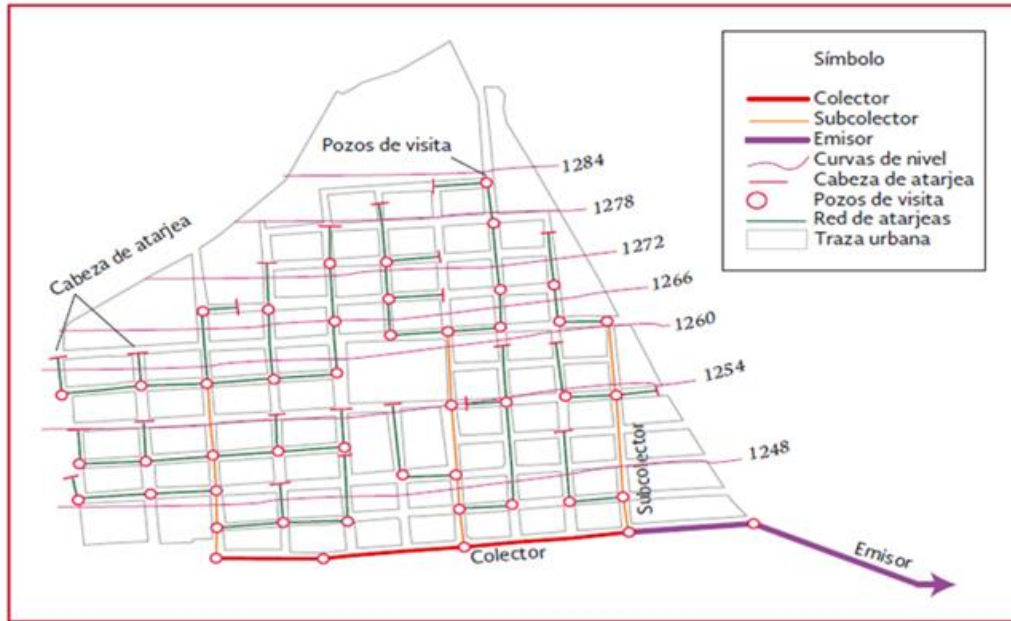 Símbolo
Colector
Subcolector
Emisor
Curvas de nivel
Cabeza de atarjea
Pozos de visita
Red de atarjeas
Traza urbana
Pozos de visita
1284
1278
Cabeza de atarjea
1272
1266
1260
1254
1248
Subcolector
Colector
Emisor